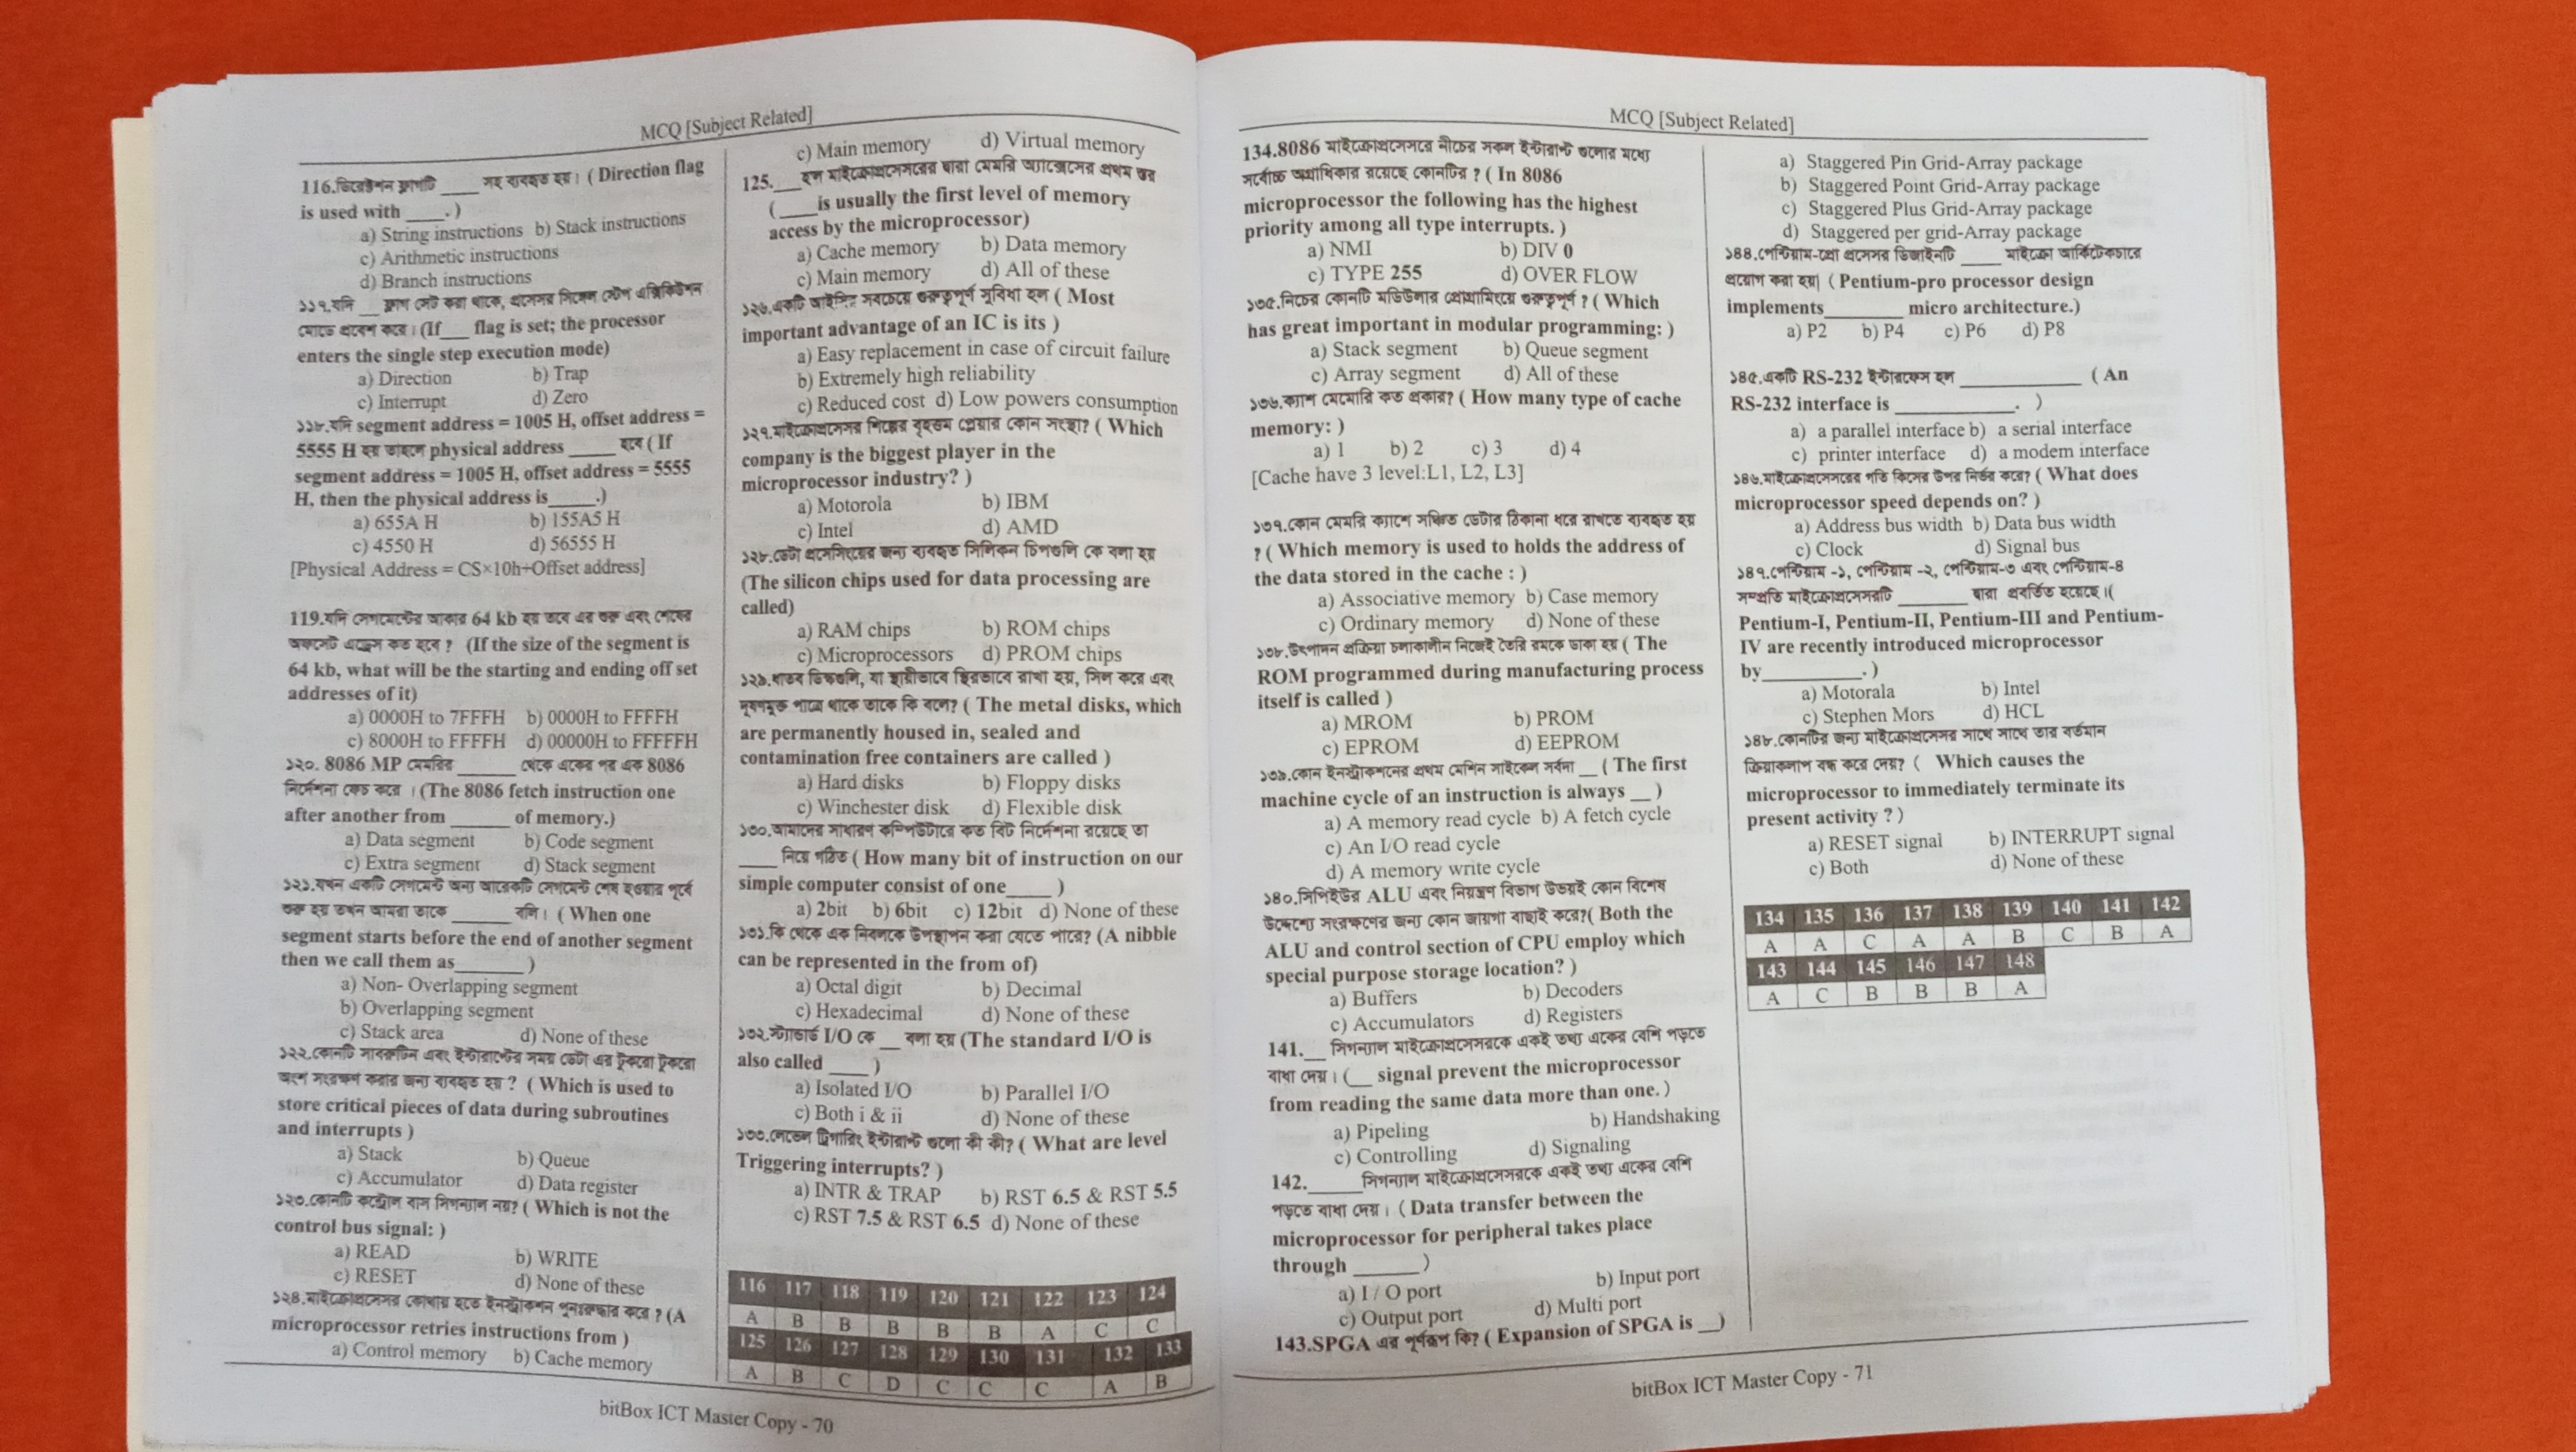 MCQ [Subject Related]
116.ডিরেকশন ফ্লাগটি ____ সহ ব্যবহৃত হয়। ( Direction flag
is used with ____. )
a) String instructions b) Stack instructions
c) Arithmetic instructions
d) Branch instructions
১১৭.যদি __ ফ্লাগ সেট করা থাকে, প্রসেসর সিঙ্গেল স্টেপ এক্সিকিউশন
মোডে প্রবেশ করে। (If___ flag is set; the processor
enters the single step execution mode)
a) Direction b) Trap
c) Interrupt d) Zero
১১৮.যদি segment address = 1005 H, offset address =
5555 H হয় তাহলে physical address _____ হবে ( If
segment address = 1005 H, offset address = 5555
H, then the physical address is____.)
a) 655A H b) 155A5 H
c) 4550 H d) 56555 H
[Physical Address = CS×10h+Offset address]
119.যদি সেগমেন্টের আকার 64 kb হয় তবে এর শুরু এবং শেষের
অফসেট এড্রেস কত হবে ? (If the size of the segment is
64 kb, what will be the starting and ending off set
addresses of it)
a) 0000H to 7FFFH b) 0000H to FFFFH
c) 8000H to FFFFH d) 00000H to FFFFFH
১২০. 8086 MP মেমরির ______ থেকে একের পর এক 8086
নির্দেশনা ফেচ করে । (The 8086 fetch instruction one
after another from ______ of memory.)
a) Data segment b) Code segment
c) Extra segment d) Stack segment
১২১.যখন একটি সেগমেন্ট অন্য আরেকটি সেগমেন্ট শেষ হওয়ার পূর্বে
শুরু হয় তখন আমরা তাকে ______ বলি। ( When one
segment starts before the end of another segment
then we call them as_______ )
a) Non- Overlapping segment
b) Overlapping segment
c) Stack area d) None of these
১২২.কোনটি সাবরুটিন এবং ইন্টারাপ্টের সময় ডেটা এর টুকরো টুকরো
অংশ সংরক্ষণ করার জন্য ব্যবহৃত হয় ? ( Which is used to
store critical pieces of data during subroutines
and interrupts )
a) Stack b) Queue
c) Accumulator d) Data register
১২৩.কোনটি কন্ট্রোল বাস সিগন্যাল নয়? ( Which is not the
control bus signal: )
a) READ b) WRITE
c) RESET d) None of these
১২৪.মাইক্রোপ্রসেসর কোথায় হতে ইনস্ট্রাকশন পুনরুদ্ধার করে ? (A
microprocessor retries instructions from )
a) Control memory b) Cache memory
c) Main memory d) Virtual memory
125.___ হল মাইক্রোপ্রসেসরের দ্বারা মেমরি অ্যাক্সেসের প্রথম স্তর
(____is usually the first level of memory
access by the microprocessor)
a) Cache memory b) Data memory
c) Main memory d) All of these
১২৬.একটি আইসির সবচেয়ে গুরুত্বপূর্ণ সুবিধা হল ( Most
important advantage of an IC is its )
a) Easy replacement in case of circuit failure
b) Extremely high reliability
c) Reduced cost d) Low powers consumption
১২৭.মাইক্রোপ্রসেসর শিল্পের বৃহত্তম প্লেয়ার কোন সংস্থা? ( Which
company is the biggest player in the
microprocessor industry? )
a) Motorola b) IBM
c) Intel d) AMD
১২৮.ডেটা প্রসেসিংয়ের জন্য ব্যবহৃত সিলিকন চিপগুলি কে বলা হয়
(The silicon chips used for data processing are
called)
a) RAM chips b) ROM chips
c) Microprocessors d) PROM chips
১২৯.ধাতব ডিস্কগুলি, যা স্থায়ীভাবে স্থিরভাবে রাখা হয়, সিল করে এবং
দূষণমুক্ত পাত্রে থাকে তাকে কি বলে? ( The metal disks, which
are permanently housed in, sealed and
contamination free containers are called )
a) Hard disks b) Floppy disks
c) Winchester disk d) Flexible disk
১৩০.আমাদের সাধারণ কম্পিউটারে কত বিট নির্দেশনা রয়েছে তা
____ নিয়ে গঠিত ( How many bit of instruction on our
simple computer consist of one____ )
a) 2bit b) 6bit c) 12bit d) None of these
১৩১.কি থেকে এক নিবলকে উপস্থাপন করা যেতে পারে? (A nibble
can be represented in the from of)
a) Octal digit b) Decimal
c) Hexadecimal d) None of these
১৩২.স্ট্যান্ডার্ড I/O কে __ বলা হয় (The standard I/O is
also called ____ )
a) Isolated I/O b) Parallel I/O
c) Both i & ii d) None of these
১৩৩.লেভেল ট্রিগারিং ইন্টারাপ্ট গুলো কী কী? ( What are level
Triggering interrupts? )
a) INTR & TRAP b) RST 6.5 & RST 5.5
c) RST 7.5 & RST 6.5 d) None of these
116 117 118 119 120 121 122 123 124
A B B B B B A C C
125 126 127 128 129 130 131 132 133
A B C D C C C A B
bitBox ICT Master Copy - 70
MCQ [Subject Related]
134.8086 মাইক্রোপ্রসেসরে নীচের সকল ইন্টারাপ্ট গুলোর মধ্যে
সর্বোচ্চ অগ্রাধিকার রয়েছে কোনটির ? ( In 8086
microprocessor the following has the highest
priority among all type interrupts. )
a) NMI b) DIV 0
c) TYPE 255 d) OVER FLOW
১৩৫.নিচের কোনটি মডিউলার প্রোগ্রামিংয়ে গুরুত্বপূর্ণ ? ( Which
has great important in modular programming: )
a) Stack segment b) Queue segment
c) Array segment d) All of these
১৩৬.ক্যাশ মেমোরি কত প্রকার? ( How many type of cache
memory: )
a) 1 b) 2 c) 3 d) 4
[Cache have 3 level:L1, L2, L3]
১৩৭.কোন মেমরি ক্যাশে সঞ্চিত ডেটার ঠিকানা ধরে রাখতে ব্যবহৃত হয়
? ( Which memory is used to holds the address of
the data stored in the cache : )
a) Associative memory b) Case memory
c) Ordinary memory d) None of these
১৩৮.উৎপাদন প্রক্রিয়া চলাকালীন নিজেই তৈরি রমকে ডাকা হয় ( The
ROM programmed during manufacturing process
itself is called )
a) MROM b) PROM
c) EPROM d) EEPROM
১৩৯.কোন ইনস্ট্রাকশনের প্রথম মেশিন সাইকেল সর্বদা __ ( The first
machine cycle of an instruction is always __ )
a) A memory read cycle b) A fetch cycle
c) An I/O read cycle
d) A memory write cycle
১৪০.সিপিইউর ALU এবং নিয়ন্ত্রণ বিভাগ উভয়ই কোন বিশেষ
উদ্দেশ্যে সংরক্ষণের জন্য কোন জায়গা বাছাই করে?( Both the
ALU and control section of CPU employ which
special purpose storage location? )
a) Buffers b) Decoders
c) Accumulators d) Registers
141.__ সিগন্যাল মাইক্রোপ্রসেসরকে একই তথ্য একের বেশি পড়তে
বাধা দেয়। (__ signal prevent the microprocessor
from reading the same data more than one. )
a) Pipeling b) Handshaking
c) Controlling d) Signaling
142._____সিগন্যাল মাইক্রোপ্রসেসরকে একই তথ্য একের বেশি
পড়তে বাধা দেয়। ( Data transfer between the
microprocessor for peripheral takes place
through ______ )
a) I / O port b) Input port
c) Output port d) Multi port
143.SPGA এর পূর্ণরূপ কি? ( Expansion of SPGA is __)
a) Staggered Pin Grid-Array package
b) Staggered Point Grid-Array package
c) Staggered Plus Grid-Array package
d) Staggered per grid-Array package
১৪৪.পেন্টিয়াম-প্রো প্রসেসর ডিজাইনটি ____ মাইক্রো আর্কিটেকচারে
প্রয়োগ করা হয়| ( Pentium-pro processor design
implements________ micro architecture.)
a) P2 b) P4 c) P6 d) P8
১৪৫.একটি RS-232 ইন্টারফেস হল ____________ ( An
RS-232 interface is ____________. )
a) a parallel interface b) a serial interface
c) printer interface d) a modem interface
১৪৬.মাইক্রোপ্রসেসরের গতি কিসের উপর নির্ভর করে? ( What does
microprocessor speed depends on? )
a) Address bus width b) Data bus width
c) Clock d) Signal bus
১৪৭.পেন্টিয়াম -১, পেন্টিয়াম -২, পেন্টিয়াম-৩ এবং পেন্টিয়াম-৪
সম্প্রতি মাইক্রোপ্রসেসরটি _______ দ্বারা প্রবর্তিত হয়েছে।(
Pentium-I, Pentium-II, Pentium-III and Pentium-
IV are recently introduced microprocessor
by__________. )
a) Motorala b) Intel
c) Stephen Mors d) HCL
১৪৮.কোনটির জন্য মাইক্রোপ্রসেসর সাথে সাথে তার বর্তমান
ক্রিয়াকলাপ বন্ধ করে দেয়? ( Which causes the
microprocessor to immediately terminate its
present activity ? )
a) RESET signal b) INTERRUPT signal
c) Both d) None of these
134 135 136 137 138 139 140 141 142
A A C A A B C B A
143 144 145 146 147 148
A C B B B A
bitBox ICT Master Copy - 71